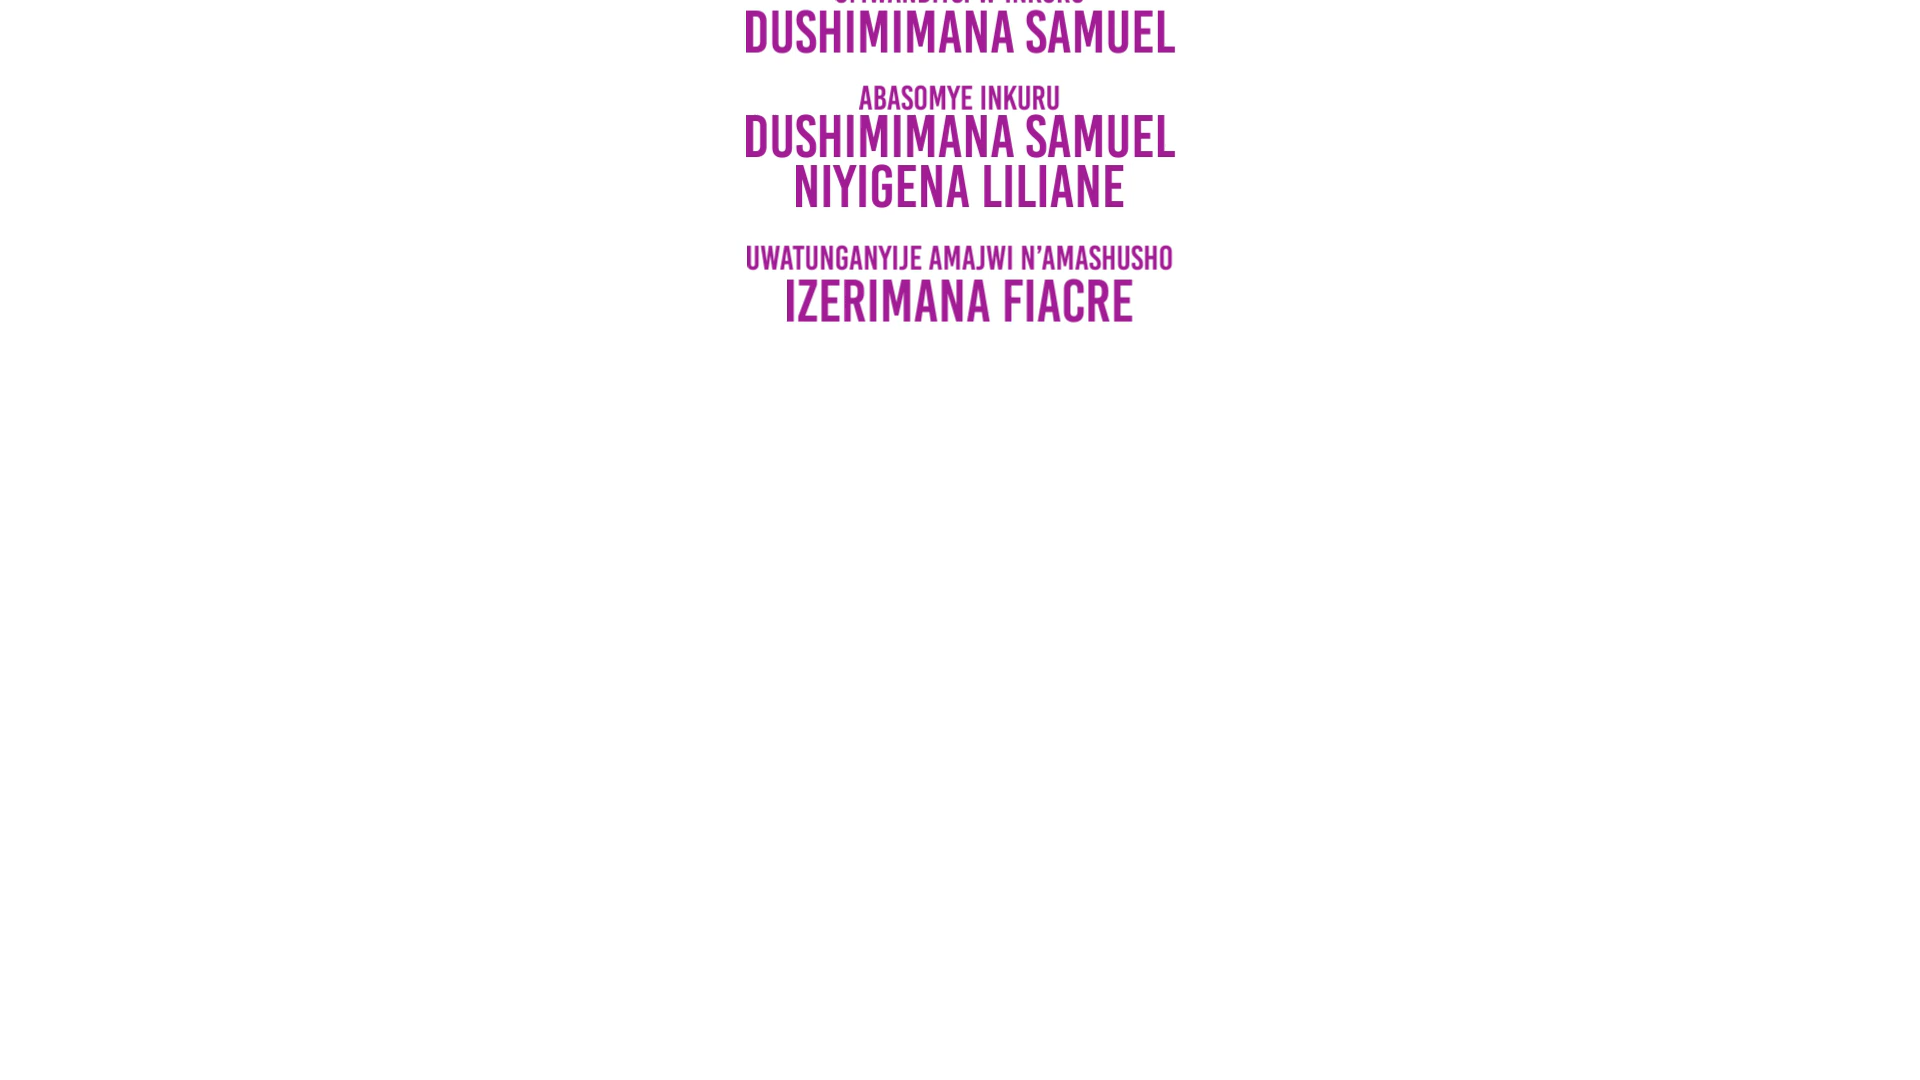 DUSHIMIMANA SAMUEL
ABASOMYE INKURU
DUSHIMIMANA SAMUEL
NIYIGENA LILIANE
UWATUNGANYIJE AMAJWI N’AMASHUSHO
IZERIMANA FIACRE